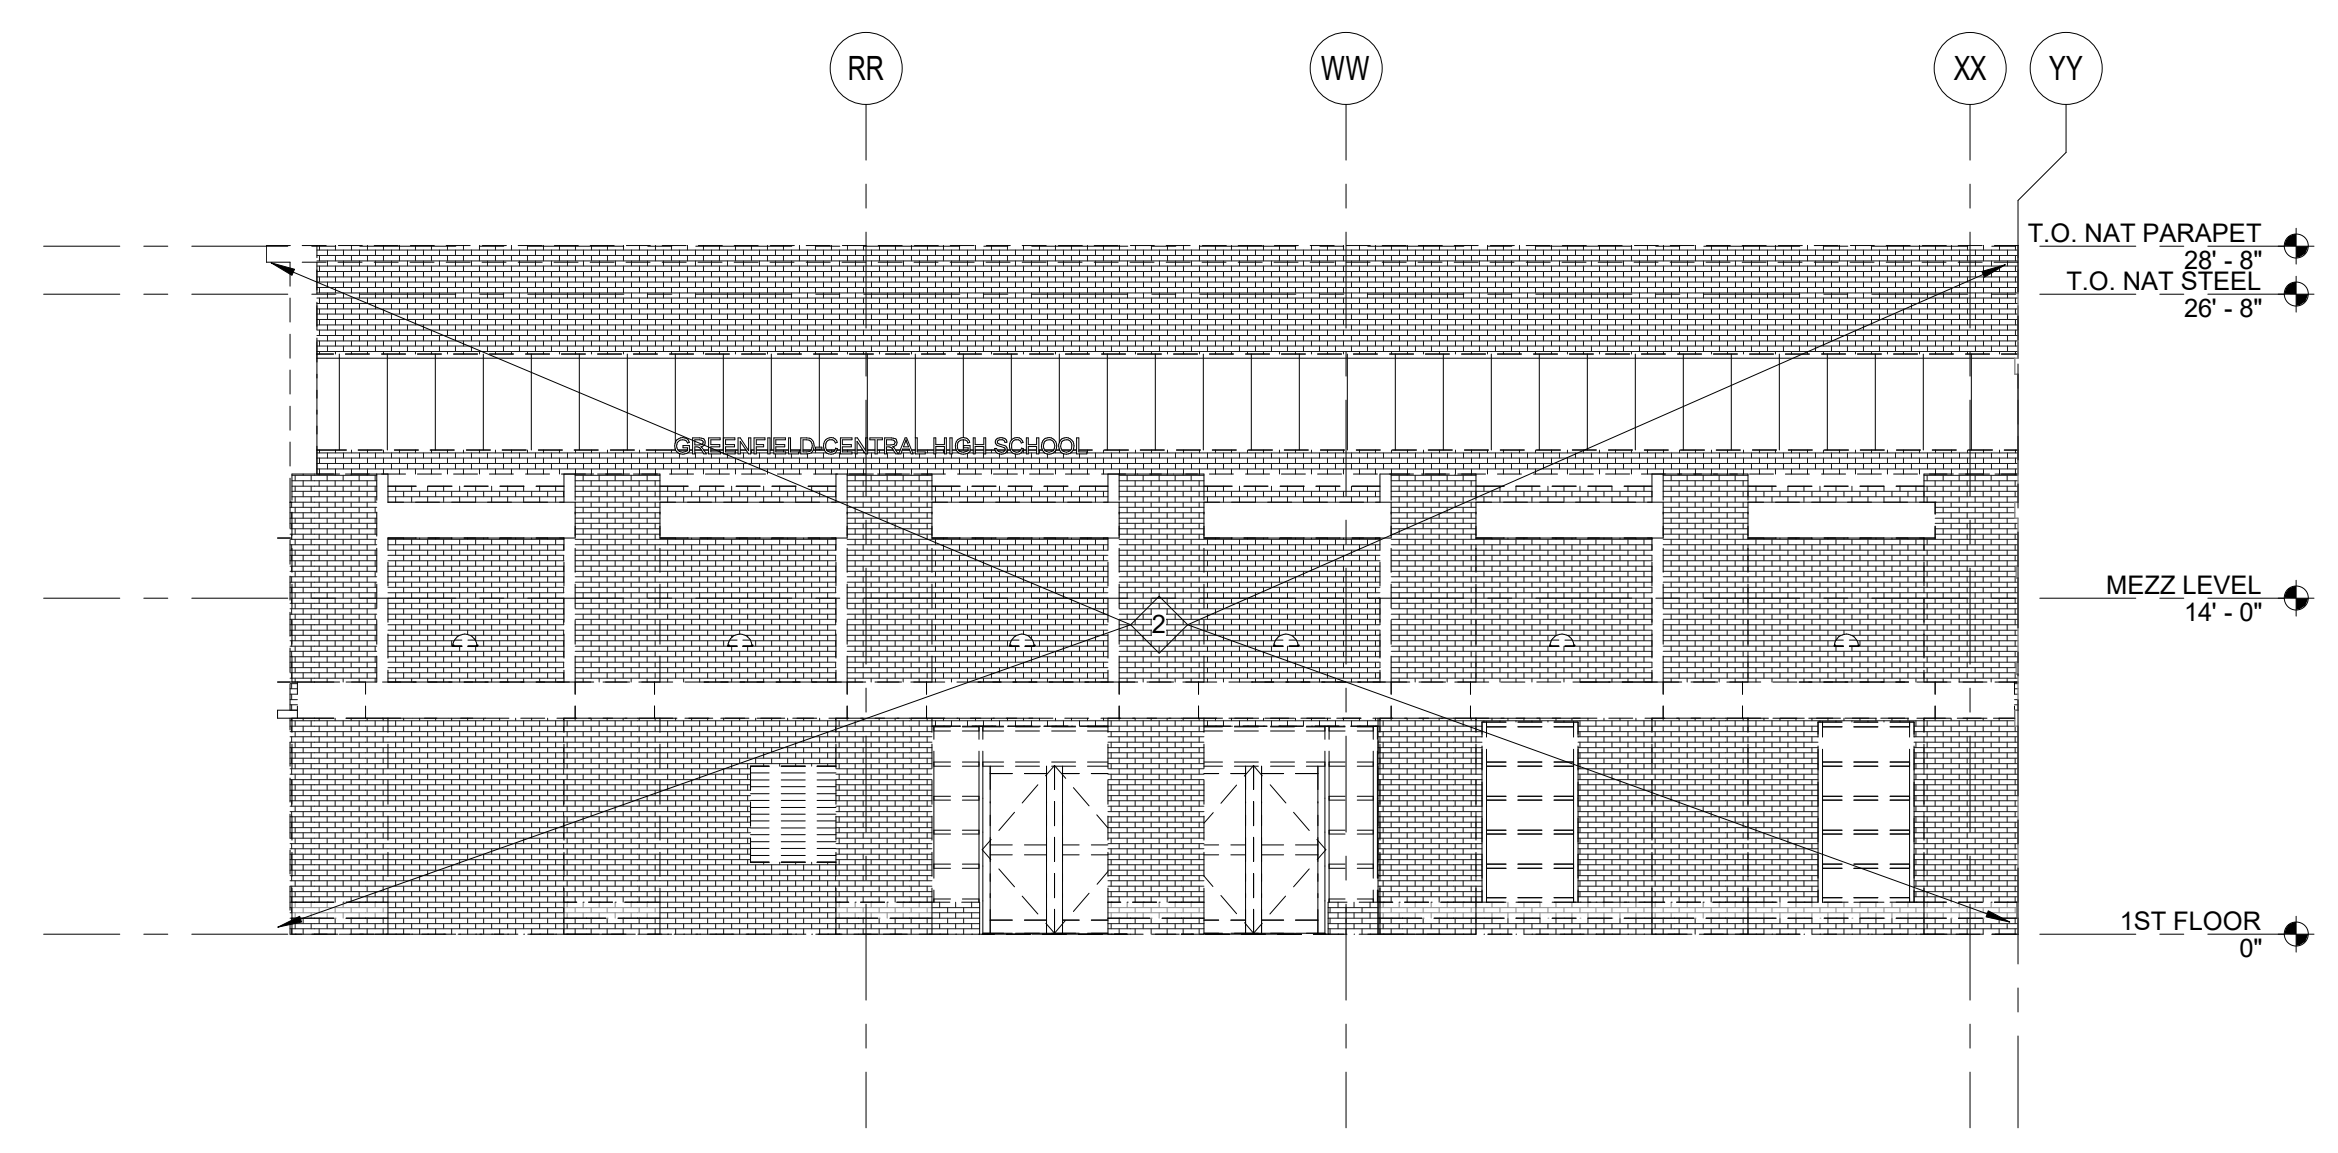 RR
WW
XX
YY
T.O. NAT PARAPET
28' - 8"
T.O. NAT STEEL
26' - 8"
GREENFIELD-CENTRAL HIGH SCHOOL
MEZZ LEVEL
14' - 0"
2
1ST FLOOR
0"